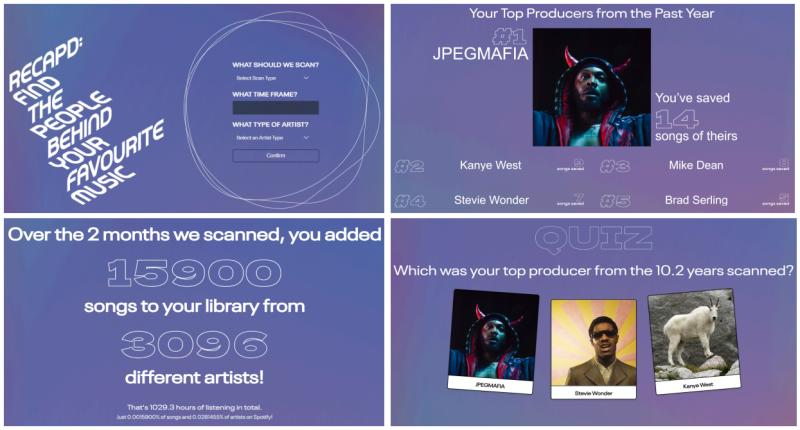 RECAPD:
FIND
THE
PEOPLE
BEHIND
YOUR
FAVOURITE
MUSIC
WHAT SHOULD WE SCAN?
Select Scan Type
WHAT TIME FRAME?
WHAT TYPE OF ARTIST?
Select an Artist Type
Confirm
Your Top Producers from the Past Year
#1
JPEGMAFIA
You've saved
14
songs of theirs
#2 Kanye West songs saved
#3 Mike Dean songs saved
#4 Stevie Wonder songs saved
#5 Brad Serling songs saved
Over the 2 months we scanned, you added
15900
songs to your library from
3096
different artists!
That's 1029.3 hours of listening in total.
Just 0.0015900% of songs and 0.0281455% of artists on Spotify!
QUIZ
Which was your top producer from the 10.2 years scanned?
JPEGMAFIA
Stevie Wonder
Kanye West